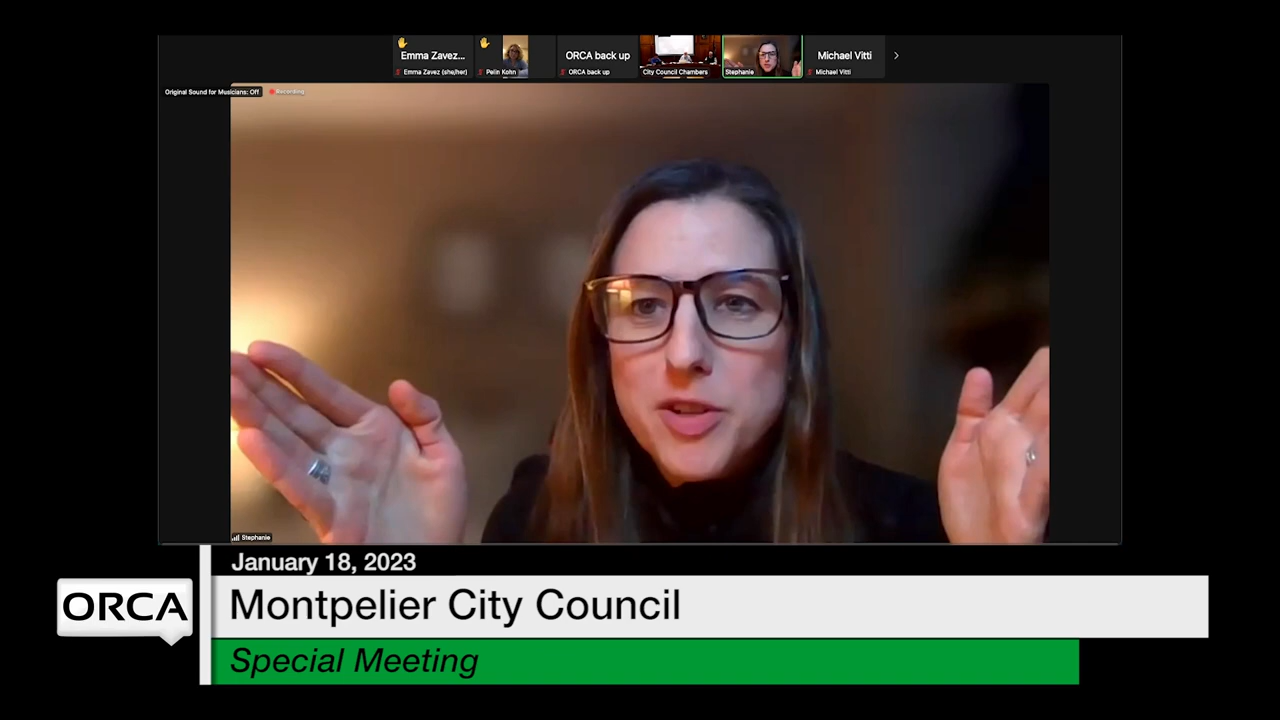 Emma Zavez...
Emma Zavez (she/her)
Pelin Kohn
ORCA back up
ORCA back up
City Council Chambers
Stephanie
Michael Vitti
Michael Vitti
Original Sound for Musicians: Off
Recording
Stephanie
January 18, 2023
ORCA
Montpelier City Council
Special Meeting